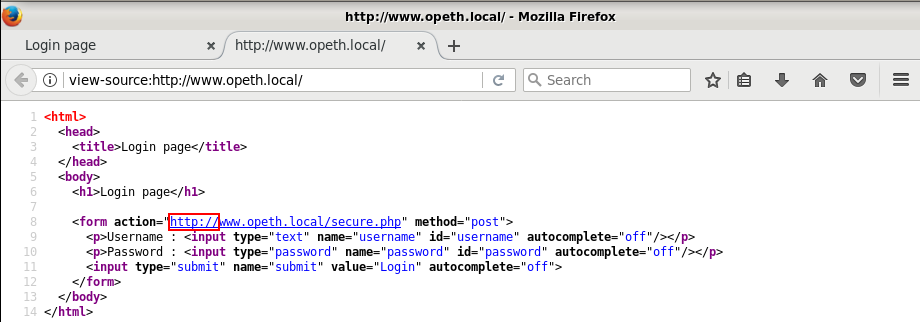 http://www.opeth.local/ - Mozilla Firefox
Login page × http://www.opeth.local/ × +
view-source:http://www.opeth.local/ Search
1 <html>
2 <head>
3 <title>Login page</title>
4 </head>
5 <body>
6 <h1>Login page</h1>
7
8 <form action="http://www.opeth.local/secure.php" method="post">
9 <p>Username : <input type="text" name="username" id="username" autocomplete="off"/></p>
10 <p>Password : <input type="password" name="password" id="password" autocomplete="off"/></p>
11 <input type="submit" name="submit" value="Login" autocomplete="off">
12 </form>
13 </body>
14 </html>